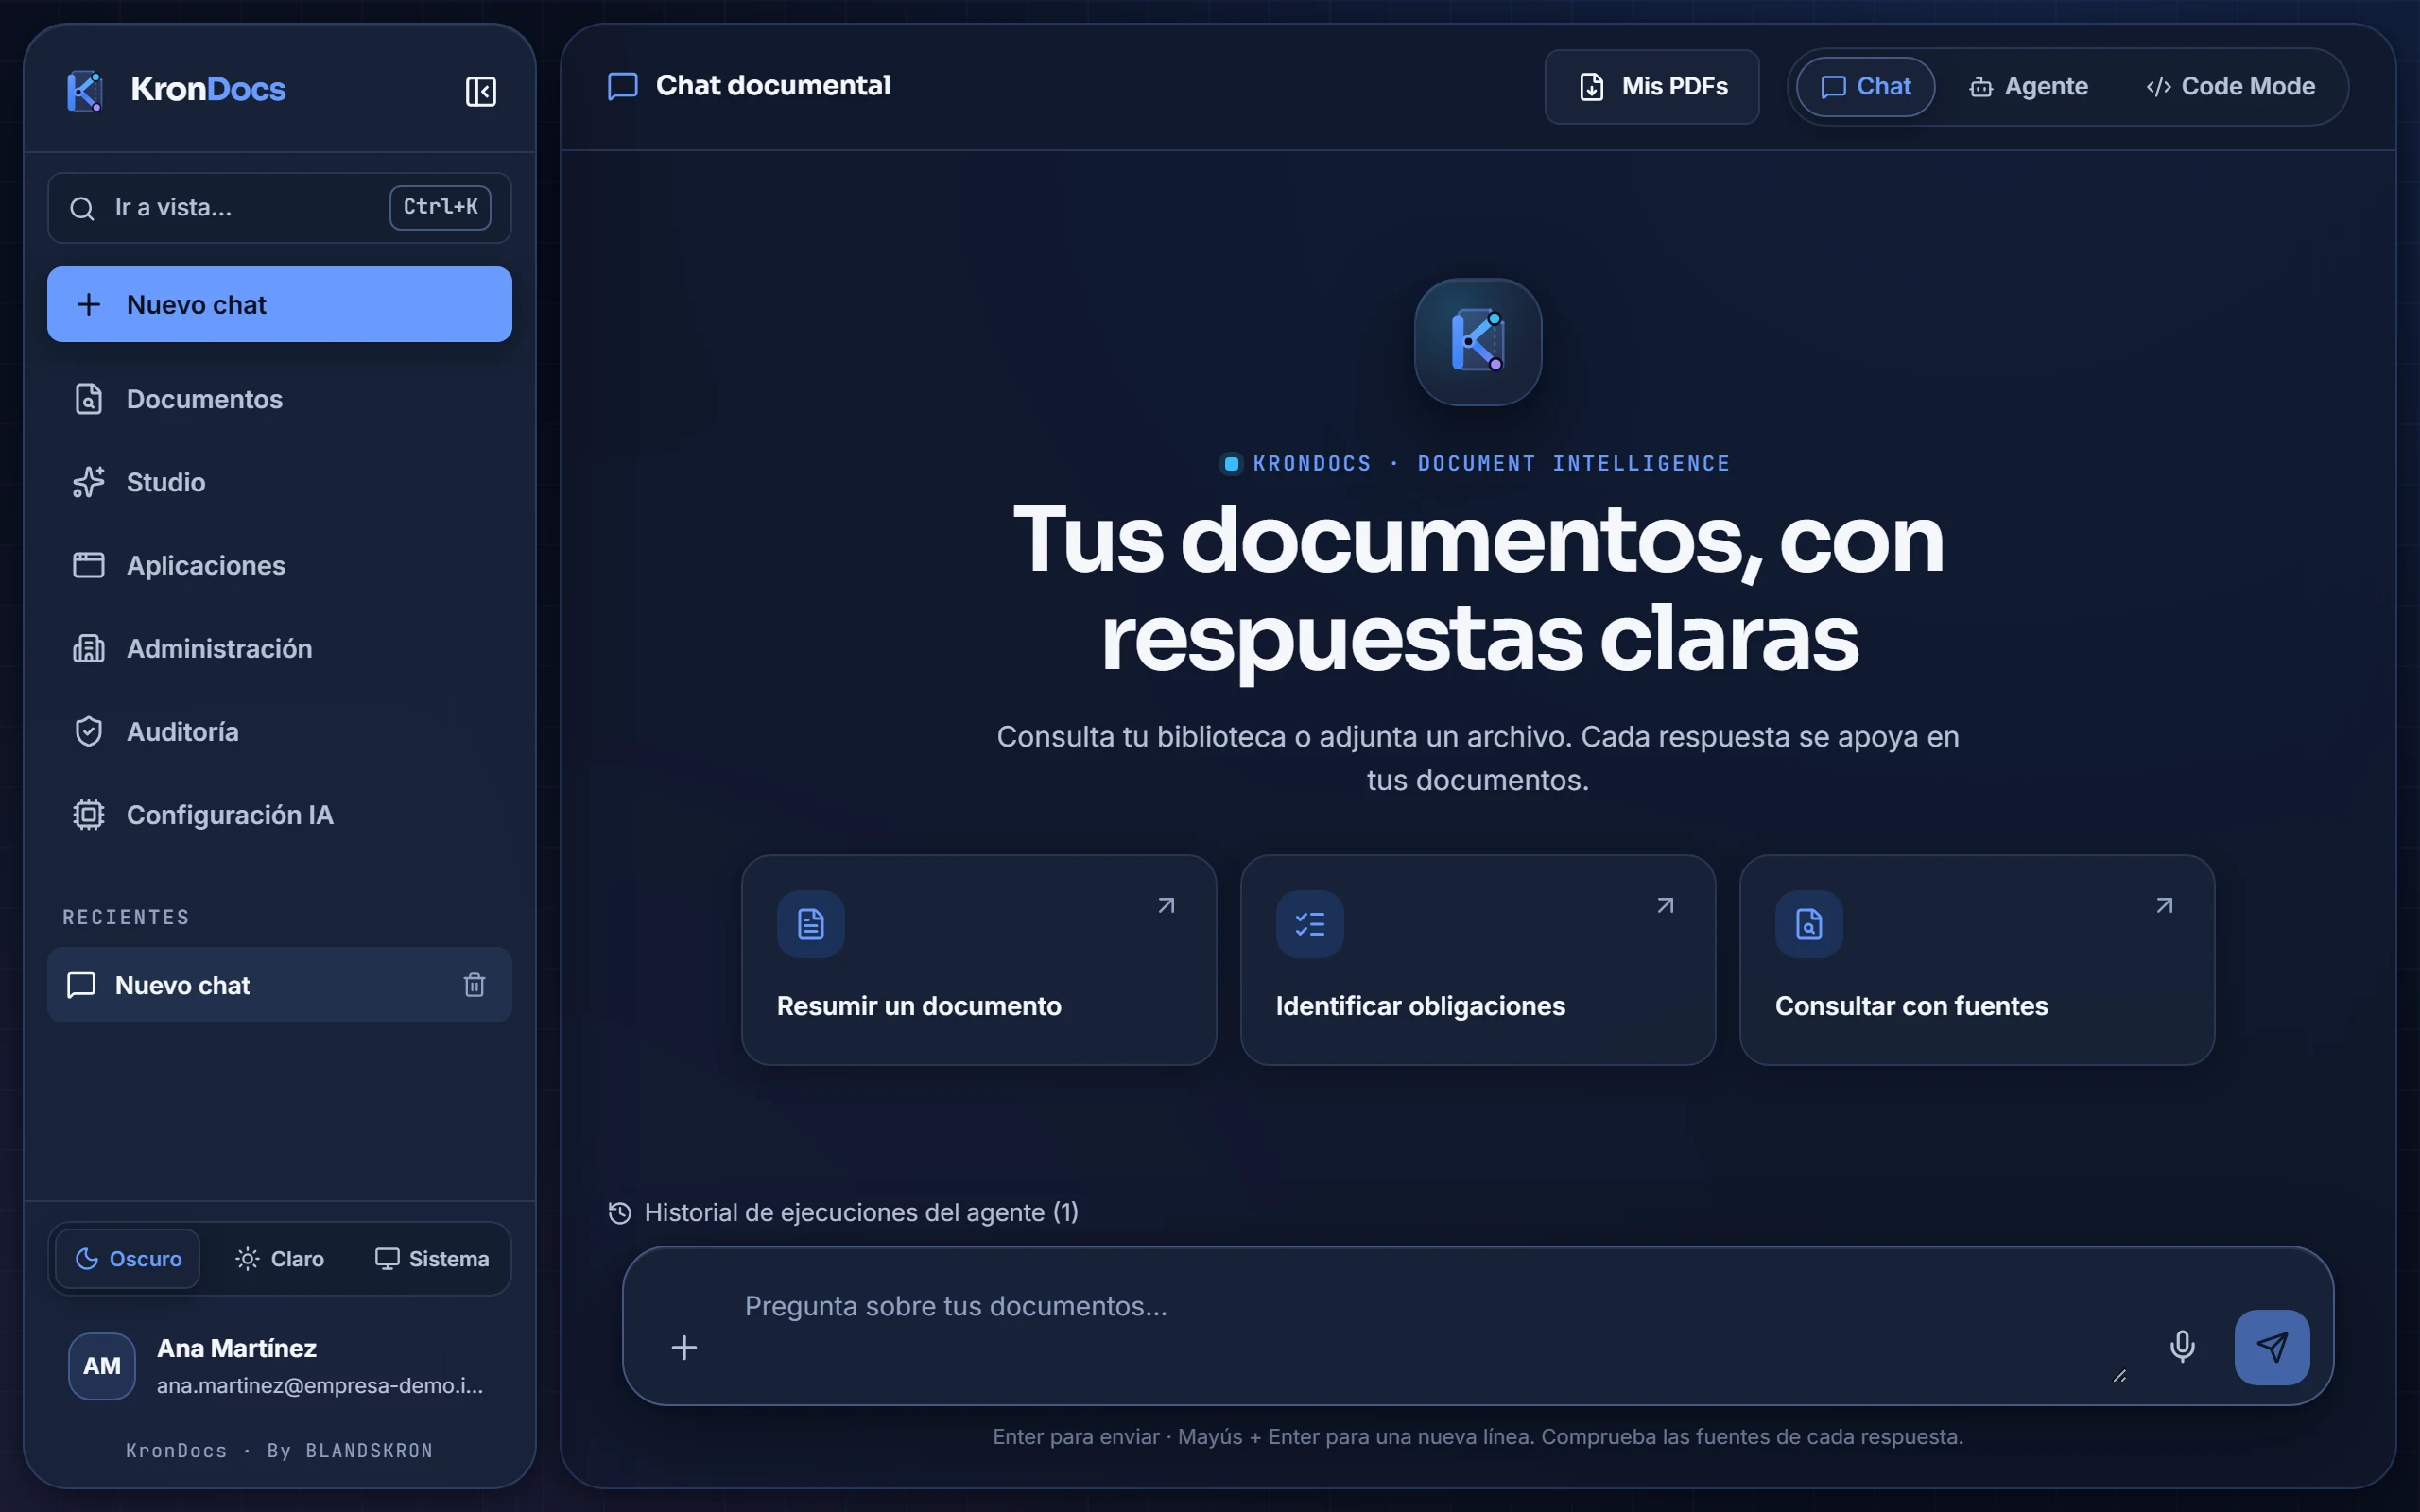 KronDocs
Ir a vista...
Ctrl+K
Nuevo chat
Documentos
Studio
Aplicaciones
Administración
Auditoría
Configuración IA
RECIENTES
Nuevo chat
Oscuro
Claro
Sistema
AM
Ana Martínez
ana.martinez@empresa-demo.i...
KronDocs · By BLANDSKRON
Chat documental
Mis PDFs
Chat
Agente
Code Mode
KRONDOCS · DOCUMENT INTELLIGENCE
Tus documentos, con
respuestas claras
Consulta tu biblioteca o adjunta un archivo. Cada respuesta se apoya en
tus documentos.
Resumir un documento
Identificar obligaciones
Consultar con fuentes
Historial de ejecuciones del agente (1)
Pregunta sobre tus documentos...
Enter para enviar · Mayús + Enter para una nueva línea. Comprueba las fuentes de cada respuesta.